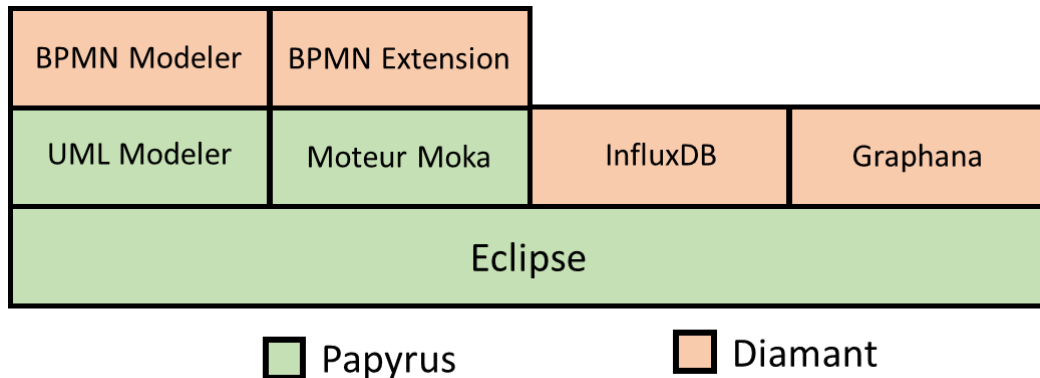 BPMN Modeler
BPMN Extension
UML Modeler
Moteur Moka
InfluxDB
Graphana
Eclipse
Papyrus
Diamant